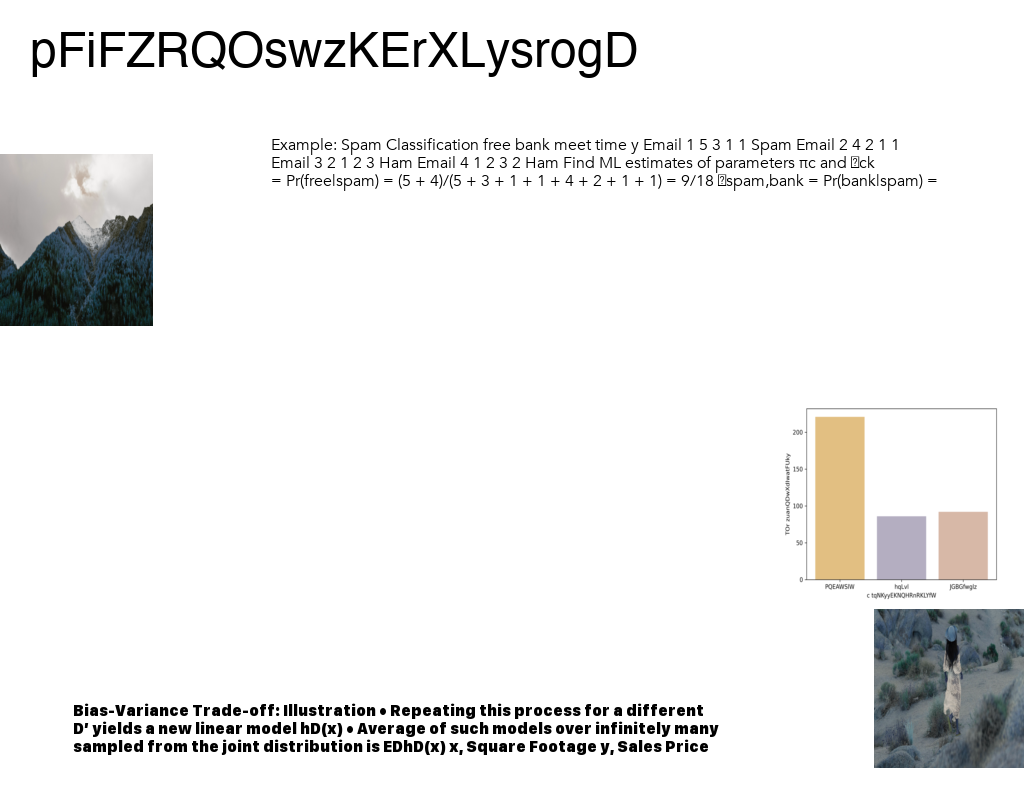 pFiFZRQOswzKErXLysrogD
Example: Spam Classification free bank meet time y Email 1 5 3 1 1 Spam Email 2 4 2 1 1
Email 3 2 1 2 3 Ham Email 4 1 2 3 2 Ham Find ML estimates of parameters πc and ck
= Pr(free|spam) = (5 + 4)/(5 + 3 + 1 + 1 + 4 + 2 + 1 + 1) = 9/18 spam,bank = Pr(bank|spam) =
200
150
100
50
0
PQEAWSIW hqLvl JGBGfwgIz
Bias-Variance Trade-off: Illustration • Repeating this process for a different
D′ yields a new linear model hD(x) • Average of such models over infinitely many
sampled from the joint distribution is EDhD(x) x, Square Footage y, Sales Price